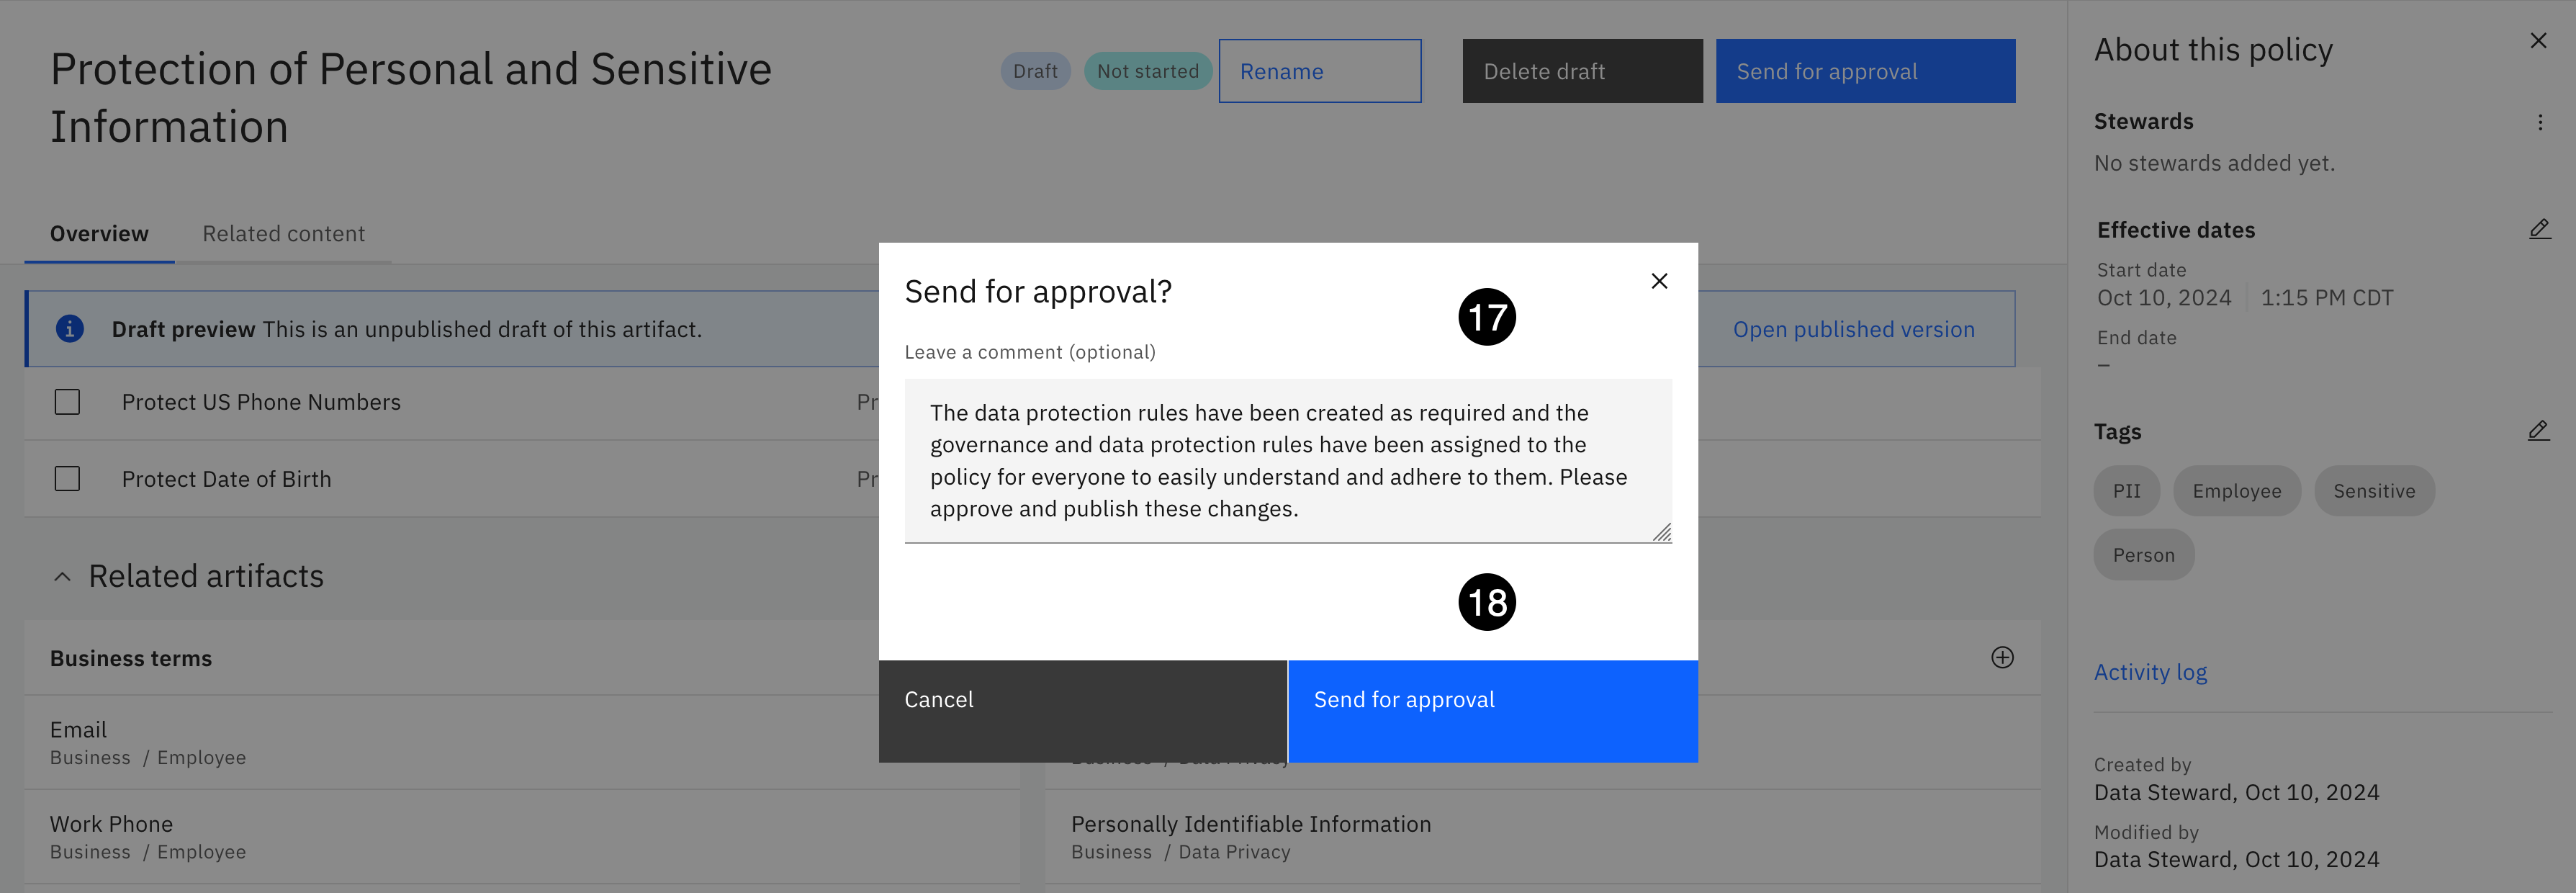 Protection of Personal and Sensitive
Information
Draft
Not started
Rename
Delete draft
Send for approval
Overview
Related content
Draft preview This is an unpublished draft of this artifact.
Open published version
Protect US Phone Numbers
Pr
Protect Date of Birth
Pr
Related artifacts
Business terms
Email
Business / Employee
Business / Data Privacy
Work Phone
Business / Employee
Personally Identifiable Information
Business / Data Privacy
Send for approval?
17
Leave a comment (optional)
The data protection rules have been created as required and the
governance and data protection rules have been assigned to the
policy for everyone to easily understand and adhere to them. Please
approve and publish these changes.
18
Cancel
Send for approval
About this policy
Stewards
No stewards added yet.
Effective dates
Start date
Oct 10, 2024 1:15 PM CDT
End date
–
Tags
PII
Employee
Sensitive
Person
Activity log
Created by
Data Steward, Oct 10, 2024
Modified by
Data Steward, Oct 10, 2024